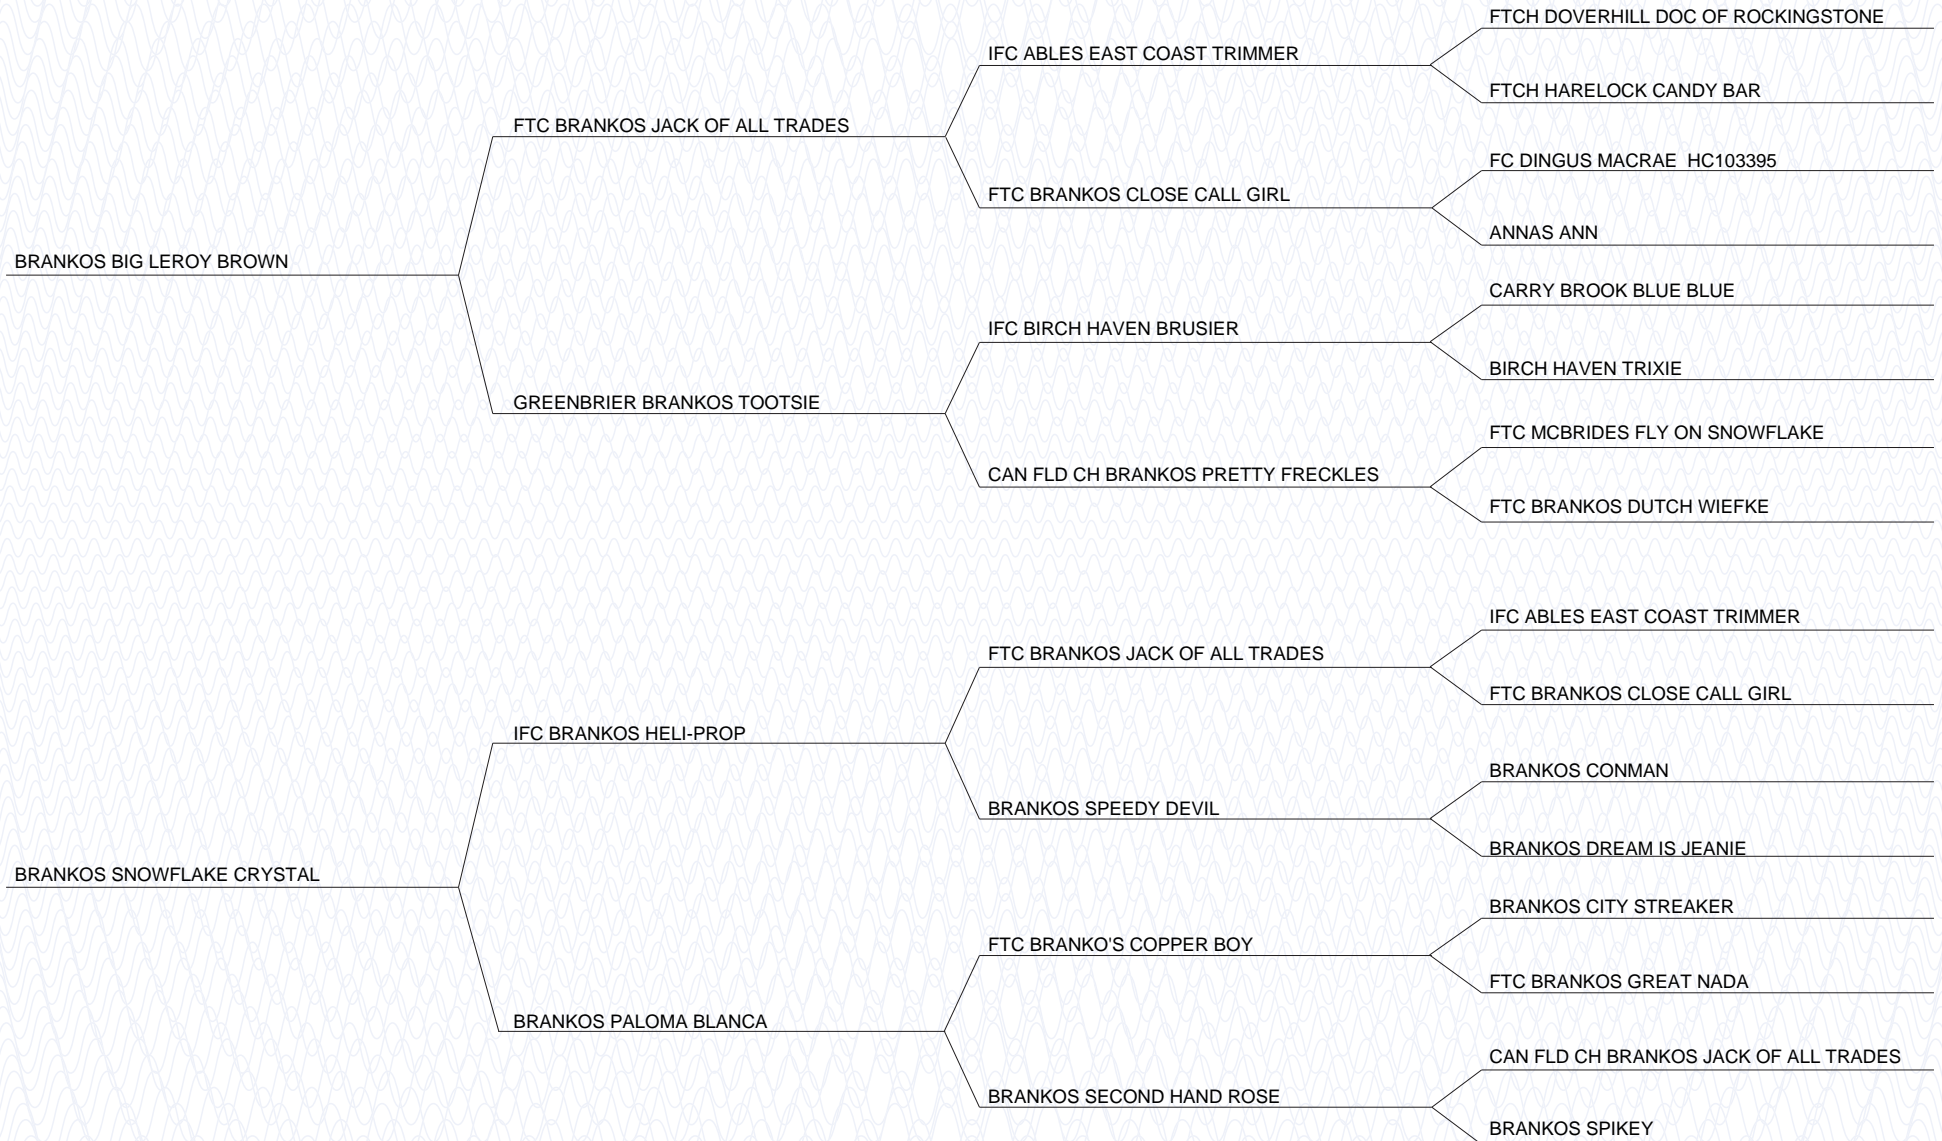 FTCH DOVERHILL DOC OF ROCKINGSTONE
IFC ABLES EAST COAST TRIMMER
FTCH HARELOCK CANDY BAR
FTC BRANKOS JACK OF ALL TRADES
FC DINGUS MACRAE HC103395
FTC BRANKOS CLOSE CALL GIRL
ANNAS ANN
BRANKOS BIG LEROY BROWN
CARRY BROOK BLUE BLUE
IFC BIRCH HAVEN BRUSIER
BIRCH HAVEN TRIXIE
GREENBRIER BRANKOS TOOTSIE
FTC MCBRIDES FLY ON SNOWFLAKE
CAN FLD CH BRANKOS PRETTY FRECKLES
FTC BRANKOS DUTCH WIEFKE
IFC ABLES EAST COAST TRIMMER
FTC BRANKOS JACK OF ALL TRADES
FTC BRANKOS CLOSE CALL GIRL
IFC BRANKOS HELI-PROP
BRANKOS CONMAN
BRANKOS SPEEDY DEVIL
BRANKOS DREAM IS JEANIE
BRANKOS SNOWFLAKE CRYSTAL
BRANKOS CITY STREAKER
FTC BRANKO'S COPPER BOY
FTC BRANKOS GREAT NADA
BRANKOS PALOMA BLANCA
CAN FLD CH BRANKOS JACK OF ALL TRADES
BRANKOS SECOND HAND ROSE
BRANKOS SPIKEY